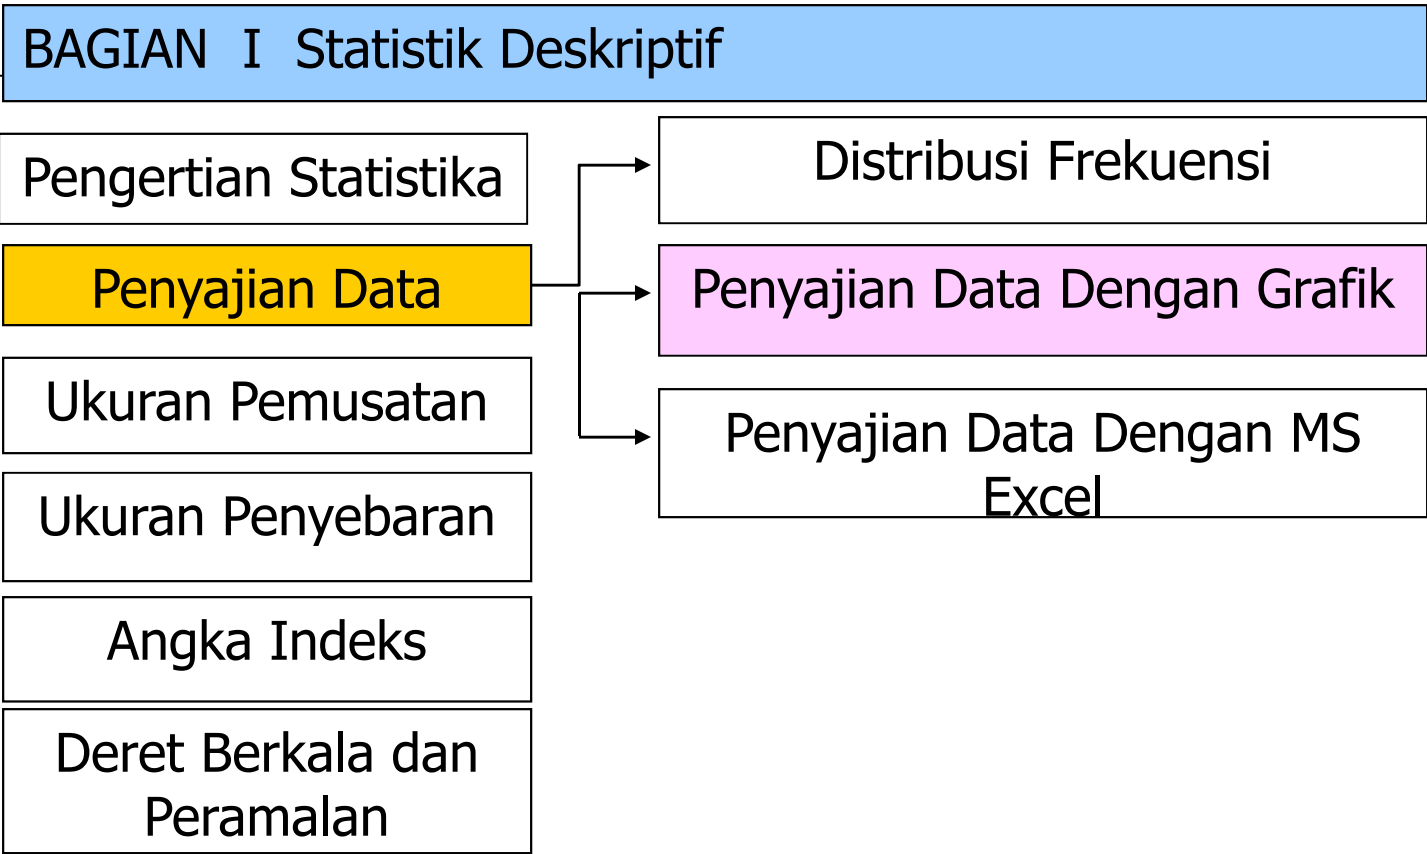 BAGIAN I Statistik Deskriptif
Pengertian Statistika
Penyajian Data
Ukuran Pemusatan
Ukuran Penyebaran
Angka Indeks
Deret Berkala dan
Peramalan
Distribusi Frekuensi
Penyajian Data Dengan Grafik
Penyajian Data Dengan MS
Excel